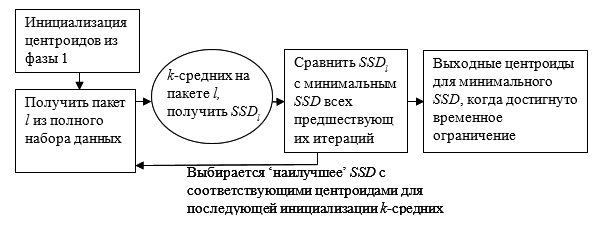 Инициализация
центроидов из
фазы 1
Получить пакет
l из полного
набора данных
k-средних на
пакете l,
получить SSDl
Сравнить SSDl
с минимальным
SSD всех
предшествующ
их итераций
Выходные центроиды
для минимального
SSD, когда достигнуто
временное
ограничение
Выбирается ‘наилучшее’ SSD с
соответствующими центроидами для
последующей инициализации k-средних